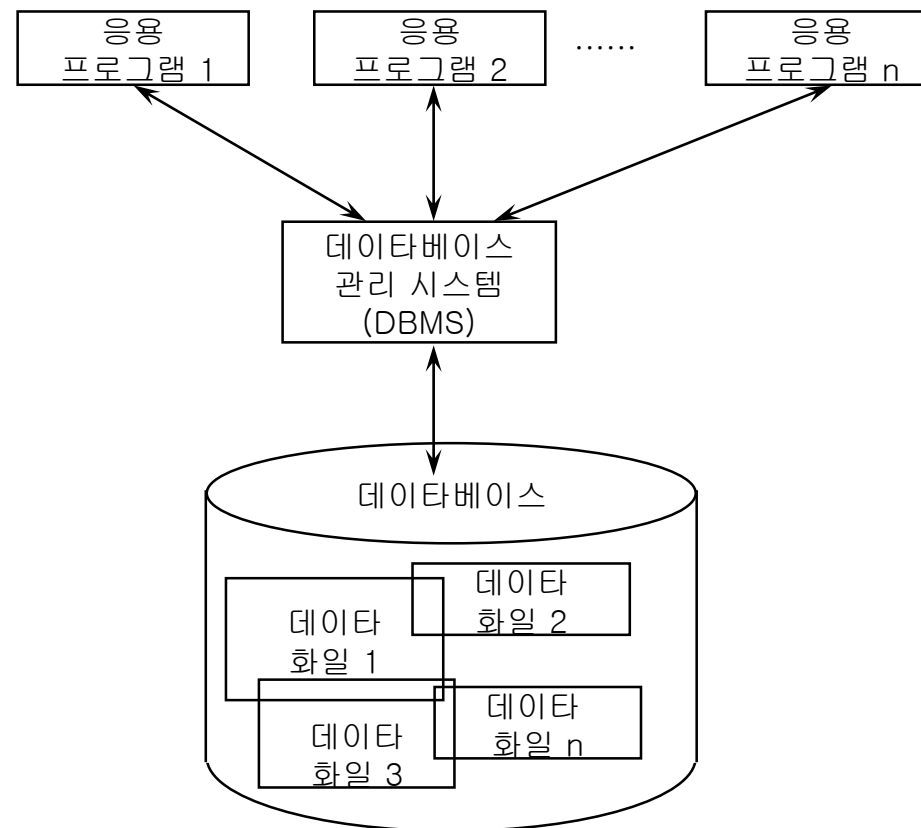 응용
프로그램 1
응용
프로그램 2
......
응용
프로그램 n
데이타베이스
관리 시스템
(DBMS)
데이타베이스
데이타
화일 1
데이타
화일 2
데이타
화일 3
데이타
화일 n